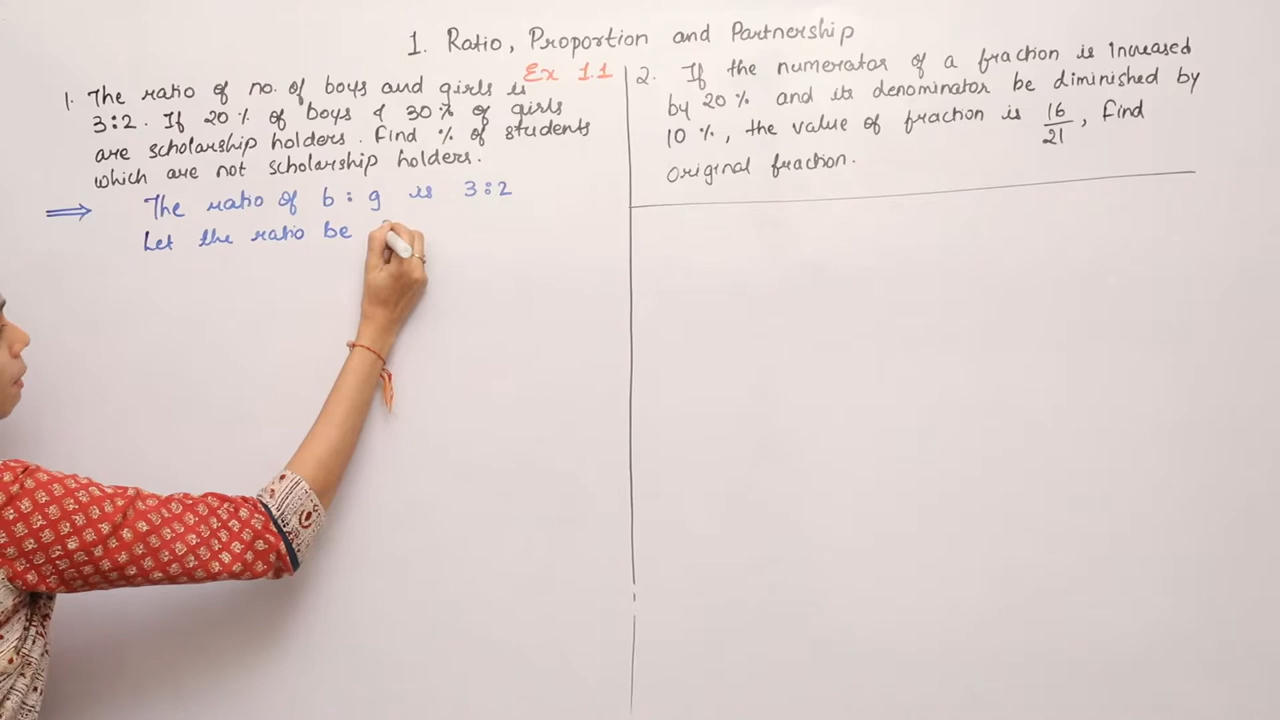 1. Ratio, Proportion and Partnership
Ex 1.1
1. The ratio of no. of boys and girls is
3:2. If 20% of boys & 30% of girls
are scholarship holders. Find % of students
which are not scholarship holders.
⟹ The ratio of b : g is 3:2
Let the ratio be
2. If the numerator of a fraction is increased
by 20% and its denominator be diminished by
10%, the value of fraction is 16/21, find
original fraction.